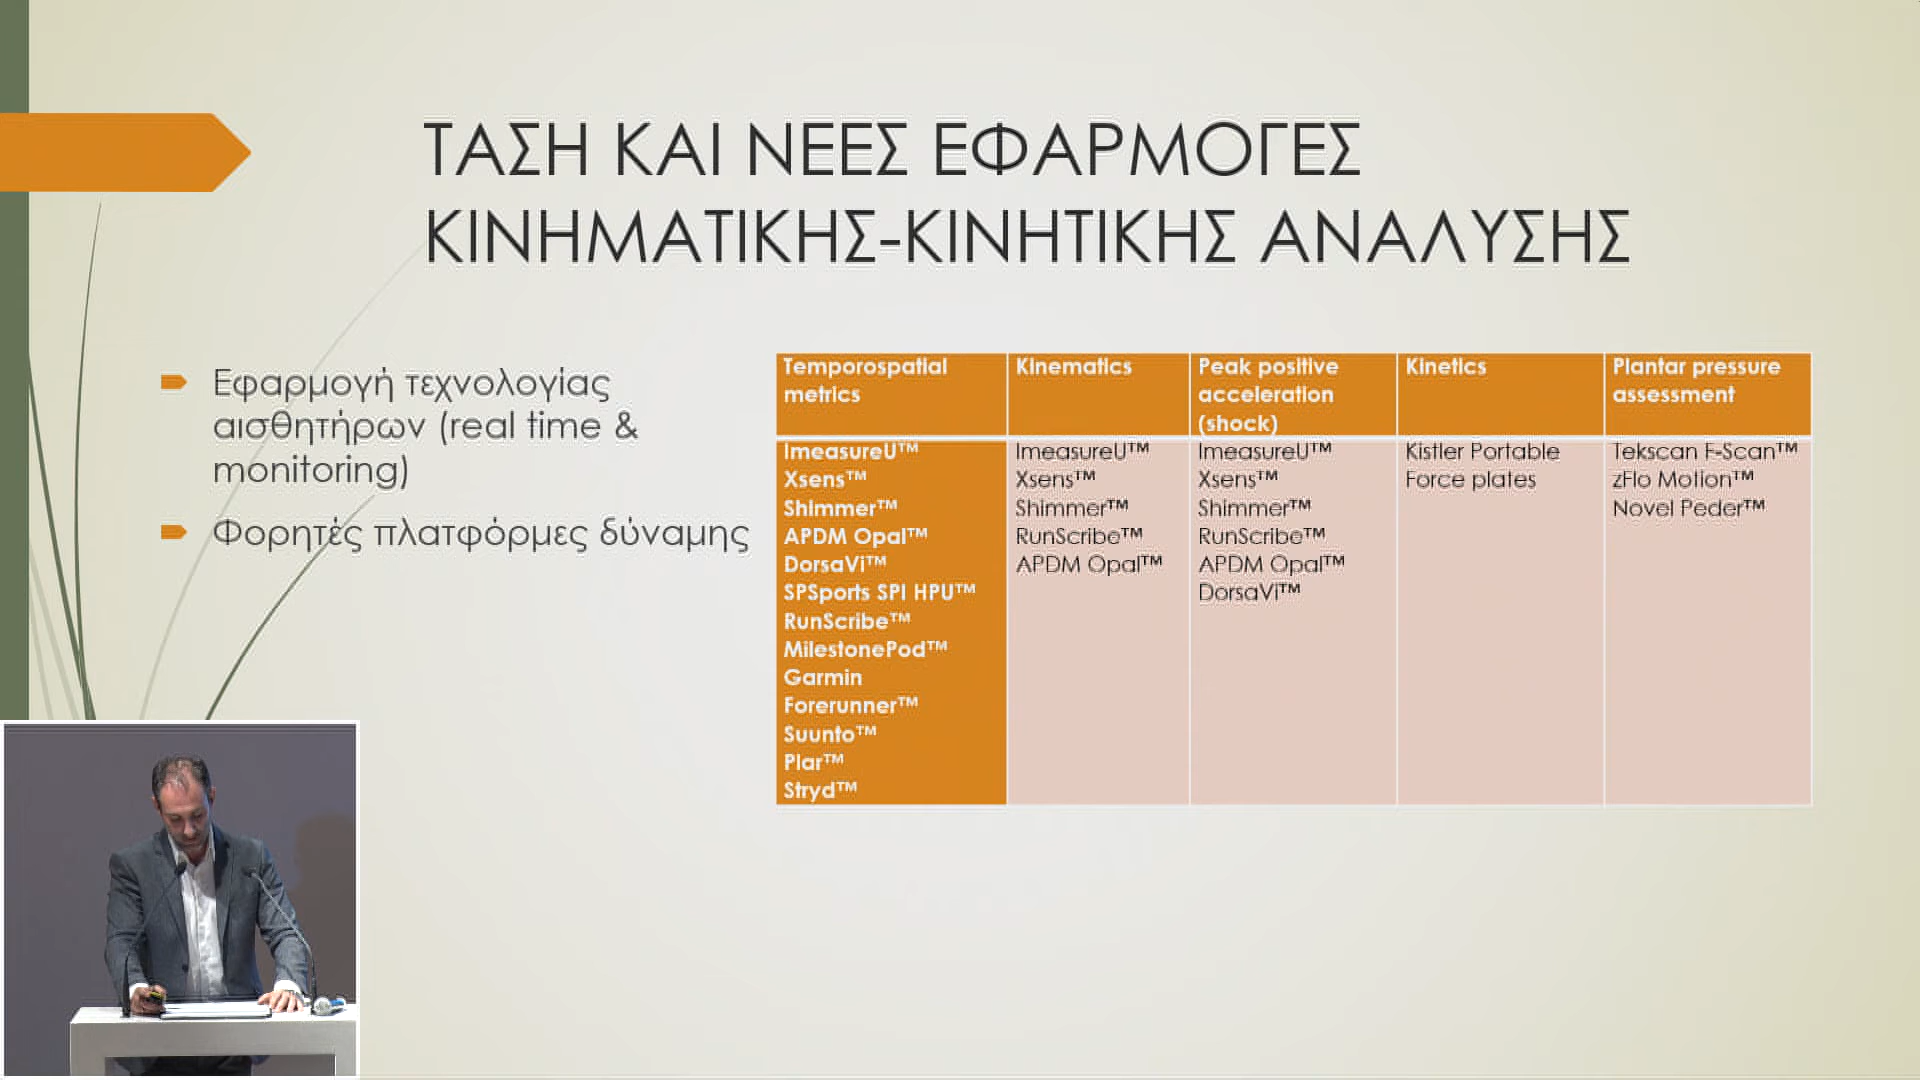 ΤΑΣΗ ΚΑΙ ΝΕΕΣ ΕΦΑΡΜΟΓΕΣ
ΚΙΝΗΜΑΤΙΚΗΣ-ΚΙΝΗΤΙΚΗΣ ΑΝΑΛΥΣΗΣ
Εφαρμογή τεχνολογίας
αισθητήρων (real time &
monitoring)
Φορητές πλατφόρμες δύναμης
Temporospatial
metrics
ImeasureU™
Xsens™
Shimmer™
APDM Opal™
DorsaVi™
SPSports SPI HPU™
RunScribe™
MilestonePod™
Garmin
Forerunner™
Suunto™
Plar™
Stryd™
Kinematics
ImeasureU™
Xsens™
Shimmer™
RunScribe™
APDM Opal™
Peak positive
acceleration
(shock)
ImeasureU™
Xsens™
Shimmer™
RunScribe™
APDM Opal™
DorsaVi™
Kinetics
Kistler Portable
Force plates
Plantar pressure
assessment
Tekscan F-Scan™
zFlo Motion™
Novel Peder™